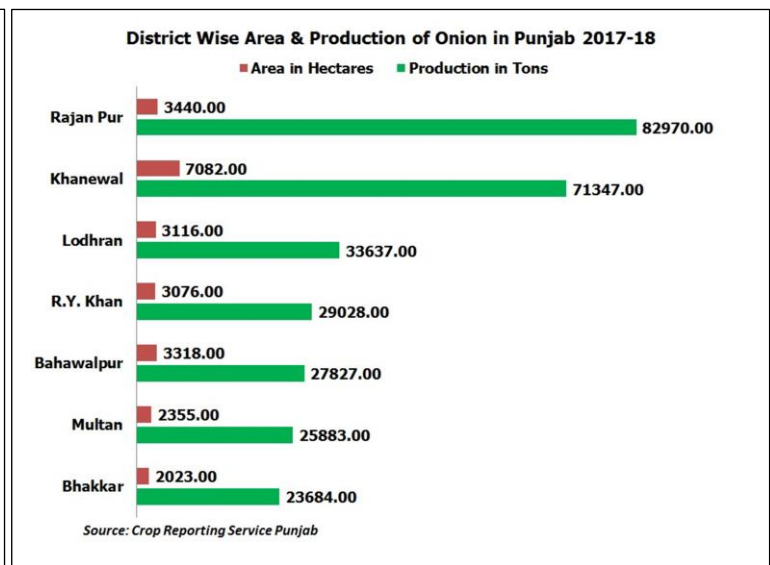 District Wise Area & Production of Onion in Punjab 2017-18
Area in Hectares Production in Tons
Rajan Pur
3440.00
82970.00
Khanewal
7082.00
71347.00
Lodhran
3116.00
33637.00
R.Y. Khan
3076.00
29028.00
Bahawalpur
3318.00
27827.00
Multan
2355.00
25883.00
Bhakkar
2023.00
23684.00
Source: Crop Reporting Service Punjab